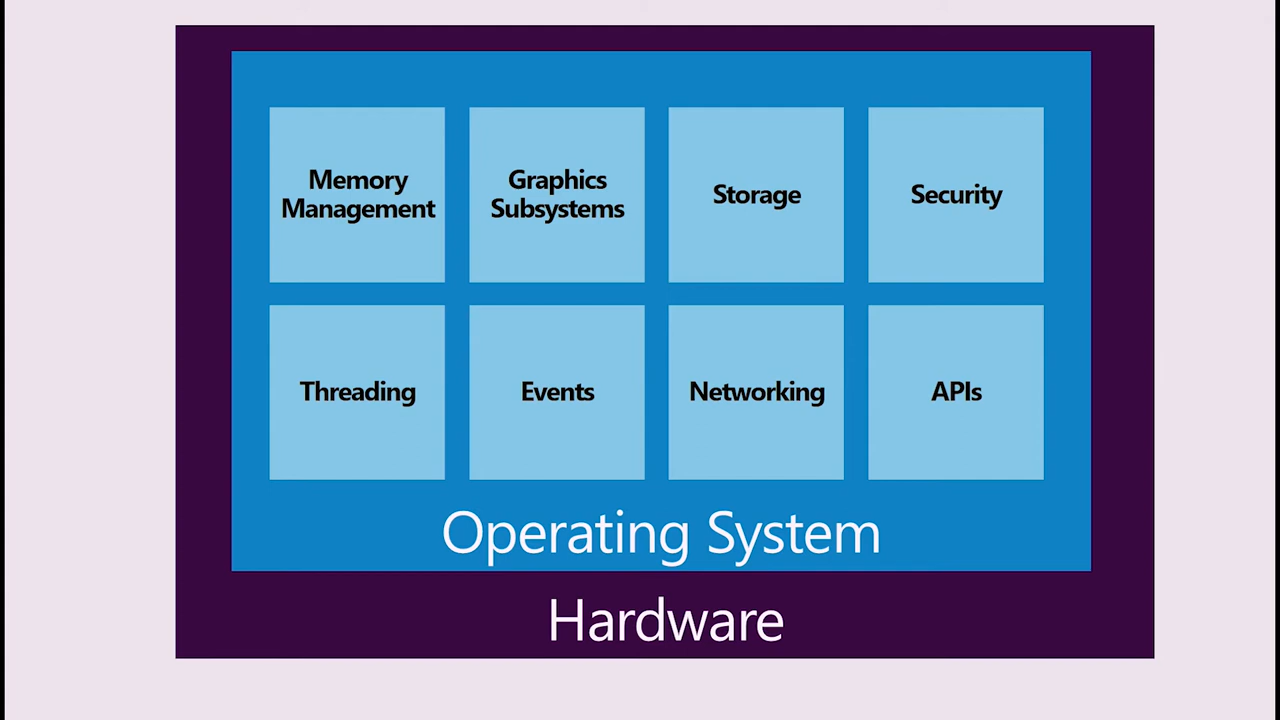 Memory
Management
Graphics
Subsystems
Storage
Security
Threading
Events
Networking
APIs
Operating System
Hardware